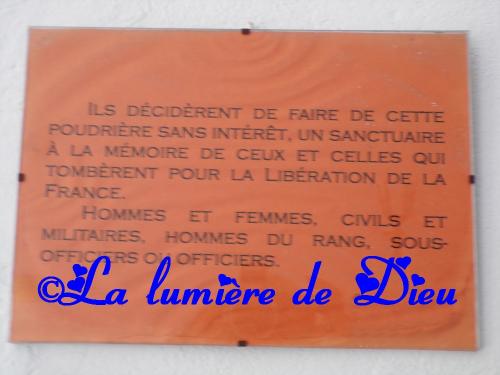 ILS DÉCIDÈRENT DE FAIRE DE CETTE
POUDRIÈRE SANS INTÉRÊT, UN SANCTUAIRE
À LA MÉMOIRE DE CEUX ET CELLES QUI
TOMBÈRENT POUR LA LIBÉRATION DE LA
FRANCE.
HOMMES ET FEMMES, CIVILS ET
MILITAIRES, HOMMES DU RANG, SOUS-
OFFICIERS OU OFFICIERS.
©La lumière de Dieu